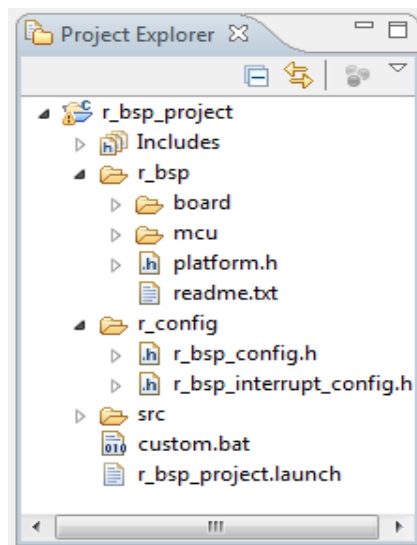 Project Explorer
r_bsp_project
Includes
r_bsp
board
mcu
platform.h
readme.txt
r_config
r_bsp_config.h
r_bsp_interrupt_config.h
src
custom.bat
r_bsp_project.launch